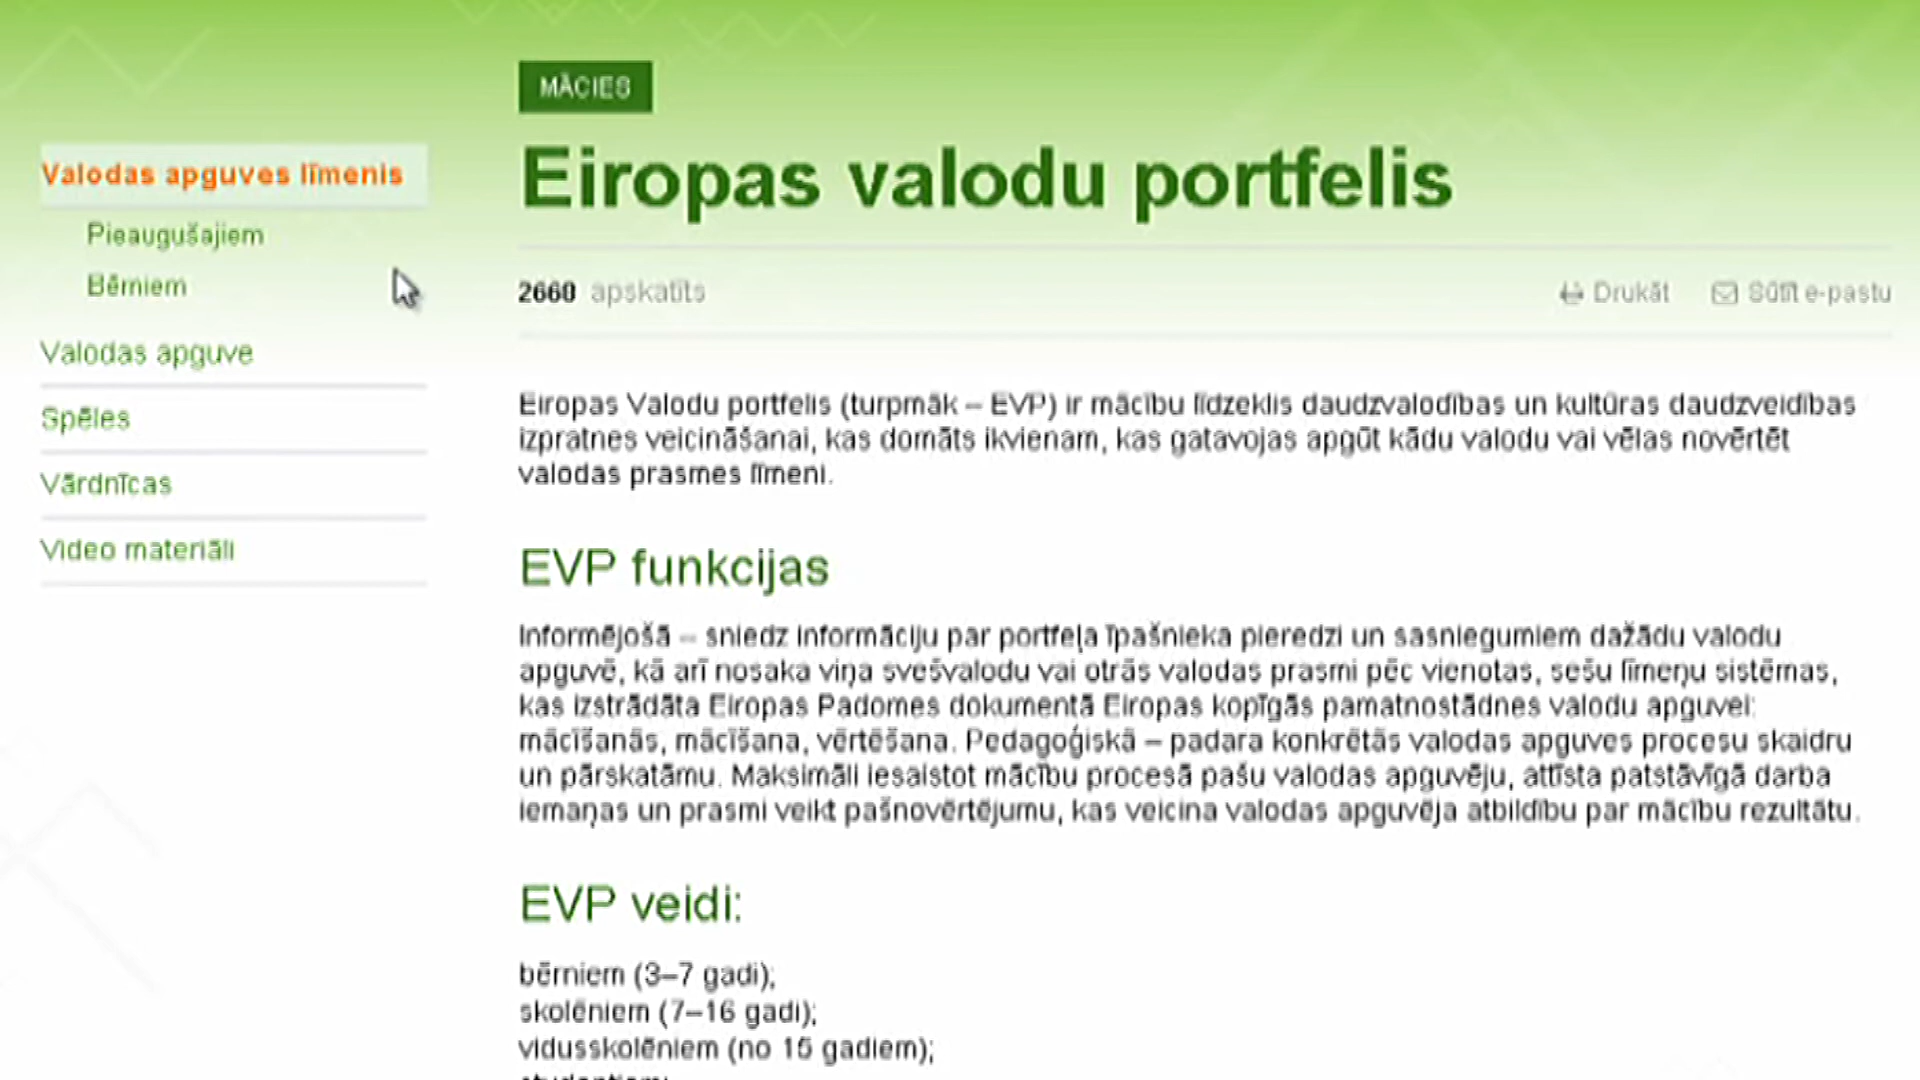 MĀCIES
Eiropas valodu portfelis
Valodas apguves līmenis
Pieaugušajiem
Bērniem
Valodas apguve
Spēles
Vārdnīcas
Video materiāli
2660 apskatīts
Drukāt
Sūtīt e-pastu
Eiropas Valodu portfelis (turpmāk – EVP) ir mācību līdzeklis daudzvalodības un kultūras daudzveidības
izpratnes veicināšanai, kas domāts ikvienam, kas gatavojas apgūt kādu valodu vai vēlas novērtēt
valodas prasmes līmeni.
EVP funkcijas
Informējošā – sniedz informāciju par portfeļa īpašnieka pieredzi un sasniegumiem dažādu valodu
apguvē, kā arī nosaka viņa svešvalodu vai otrās valodas prasmi pēc vienotas, sešu līmeņu sistēmas,
kas izstrādāta Eiropas Padomes dokumentā Eiropas kopīgās pamatnostādnes valodu apguvei:
mācīšanās, mācīšana, vērtēšana. Pedagoģiskā – padara konkrētās valodas apguves procesu skaidru
un pārskatāmu. Maksimāli iesaistot mācību procesā pašu valodas apguvēju, attīsta patstāvīgā darba
iemaņas un prasmi veikt pašnovērtējumu, kas veicina valodas apguvēja atbildību par mācību rezultātu.
EVP veidi:
bērniem (3–7 gadi);
skolēniem (7–16 gadi);
vidusskolēniem (no 15 gadiem);